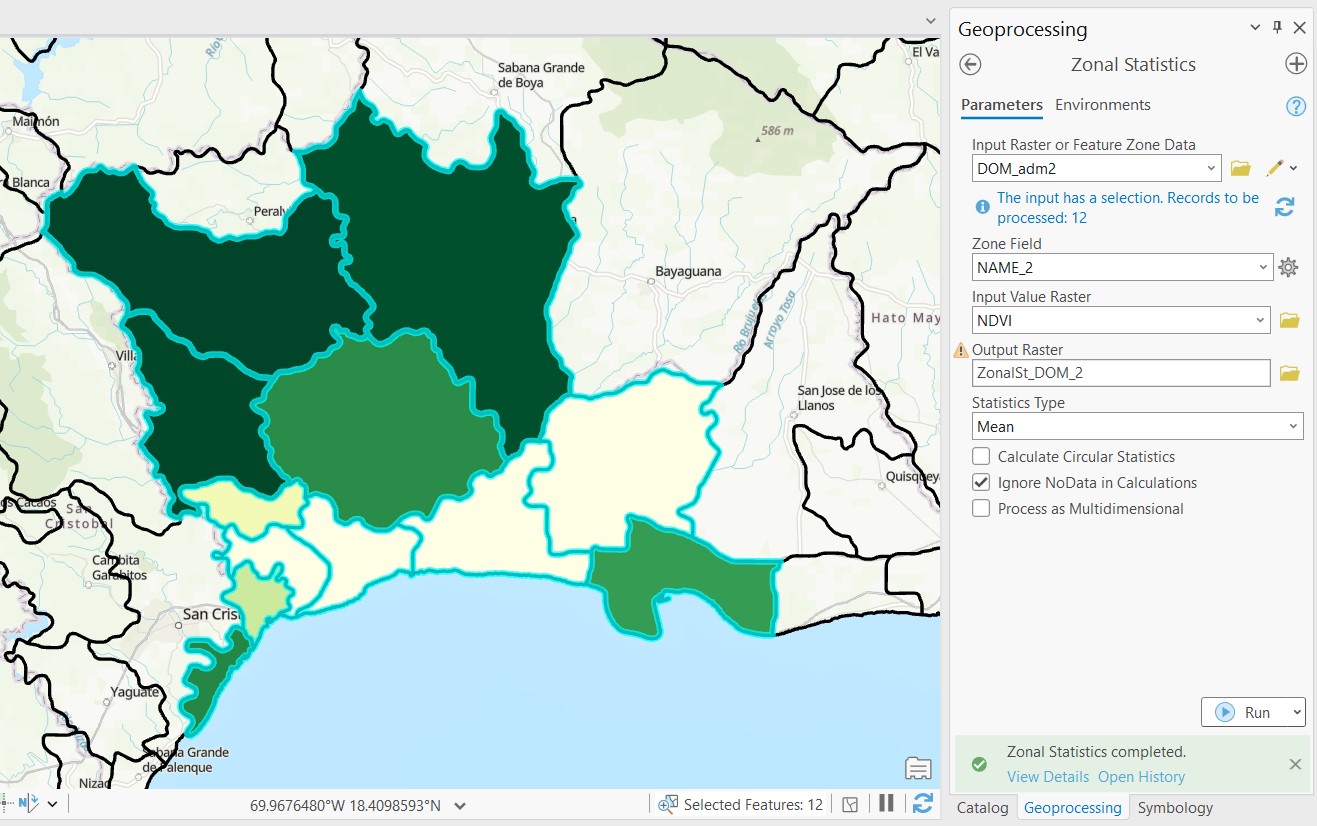 Geoprocessing
Zonal Statistics
Parameters Environments
Input Raster or Feature Zone Data
DOM_adm2
The input has a selection. Records to be
processed: 12
Zone Field
NAME_2
Input Value Raster
NDVI
Output Raster
ZonalSt_DOM_2
Statistics Type
Mean
Calculate Circular Statistics
Ignore NoData in Calculations
Process as Multidimensional
Run
Zonal Statistics completed.
View Details Open History
Catalog Geoprocessing Symbology
Sabana Grande
de Boya
El Va
Maimón
586 m
Blanca
Peralv
Bayaguana
Río Brujuelas
Arroyo Tosa
Hato May
Villa
San Jose de los
Llanos
Quisqueya
os Cacaos
San
Cristobal
Cambita
Garabitos
San Crist
Yaguate
Sabana Grande
de Palenque
Nizao
69.9676480°W 18.4098593°N
Selected Features: 12
N